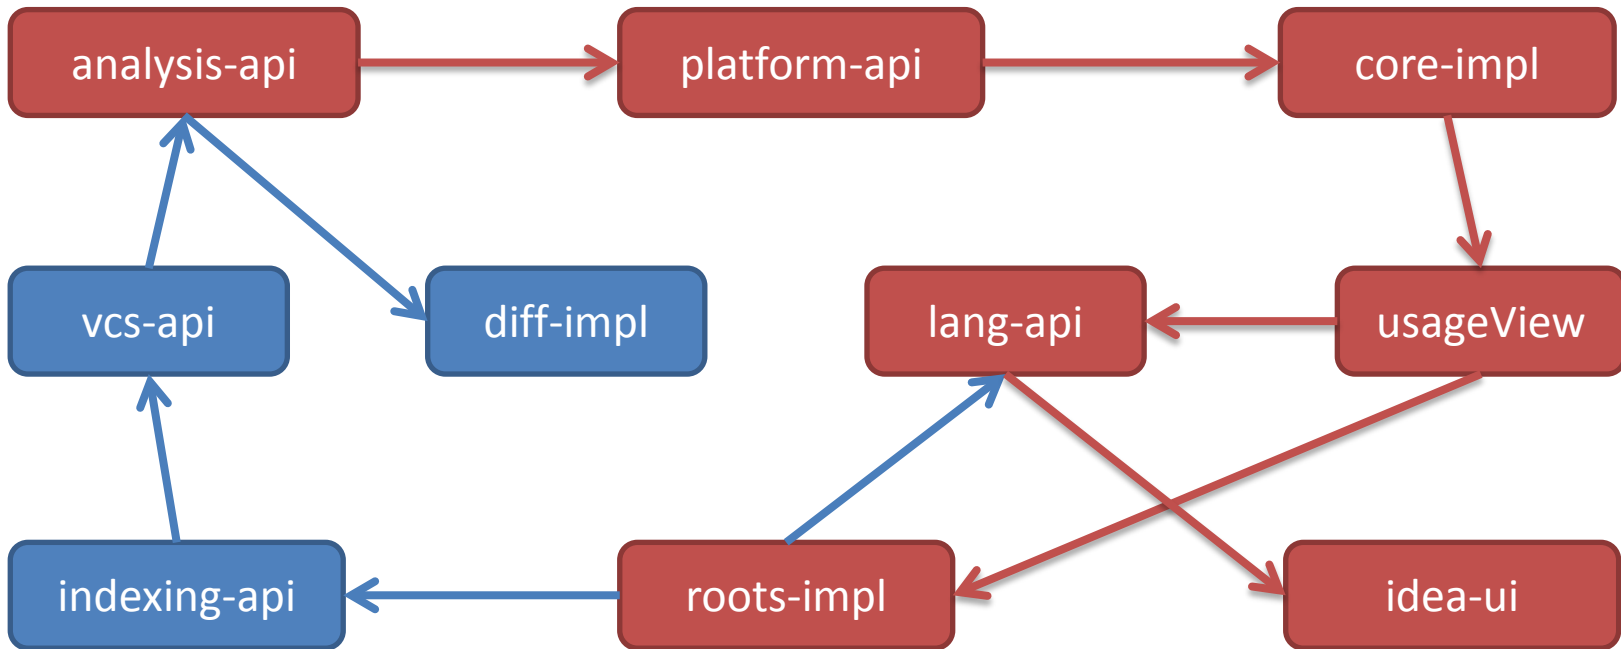 analysis-api
platform-api
core-impl
vcs-api
diff-impl
lang-api
usageView
indexing-api
roots-impl
idea-ui